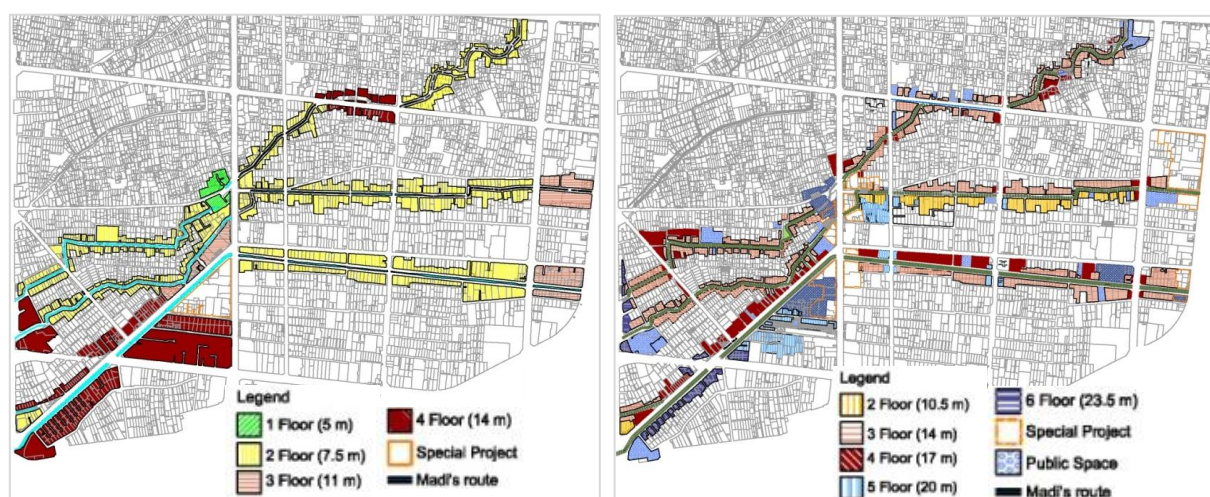 Legend
1 Floor (5 m)
2 Floor (7.5 m)
3 Floor (11 m)
4 Floor (14 m)
Special Project
Madi's route
Legend
2 Floor (10.5 m)
3 Floor (14 m)
4 Floor (17 m)
5 Floor (20 m)
6 Floor (23.5 m)
Special Project
Public Space
Madi's route